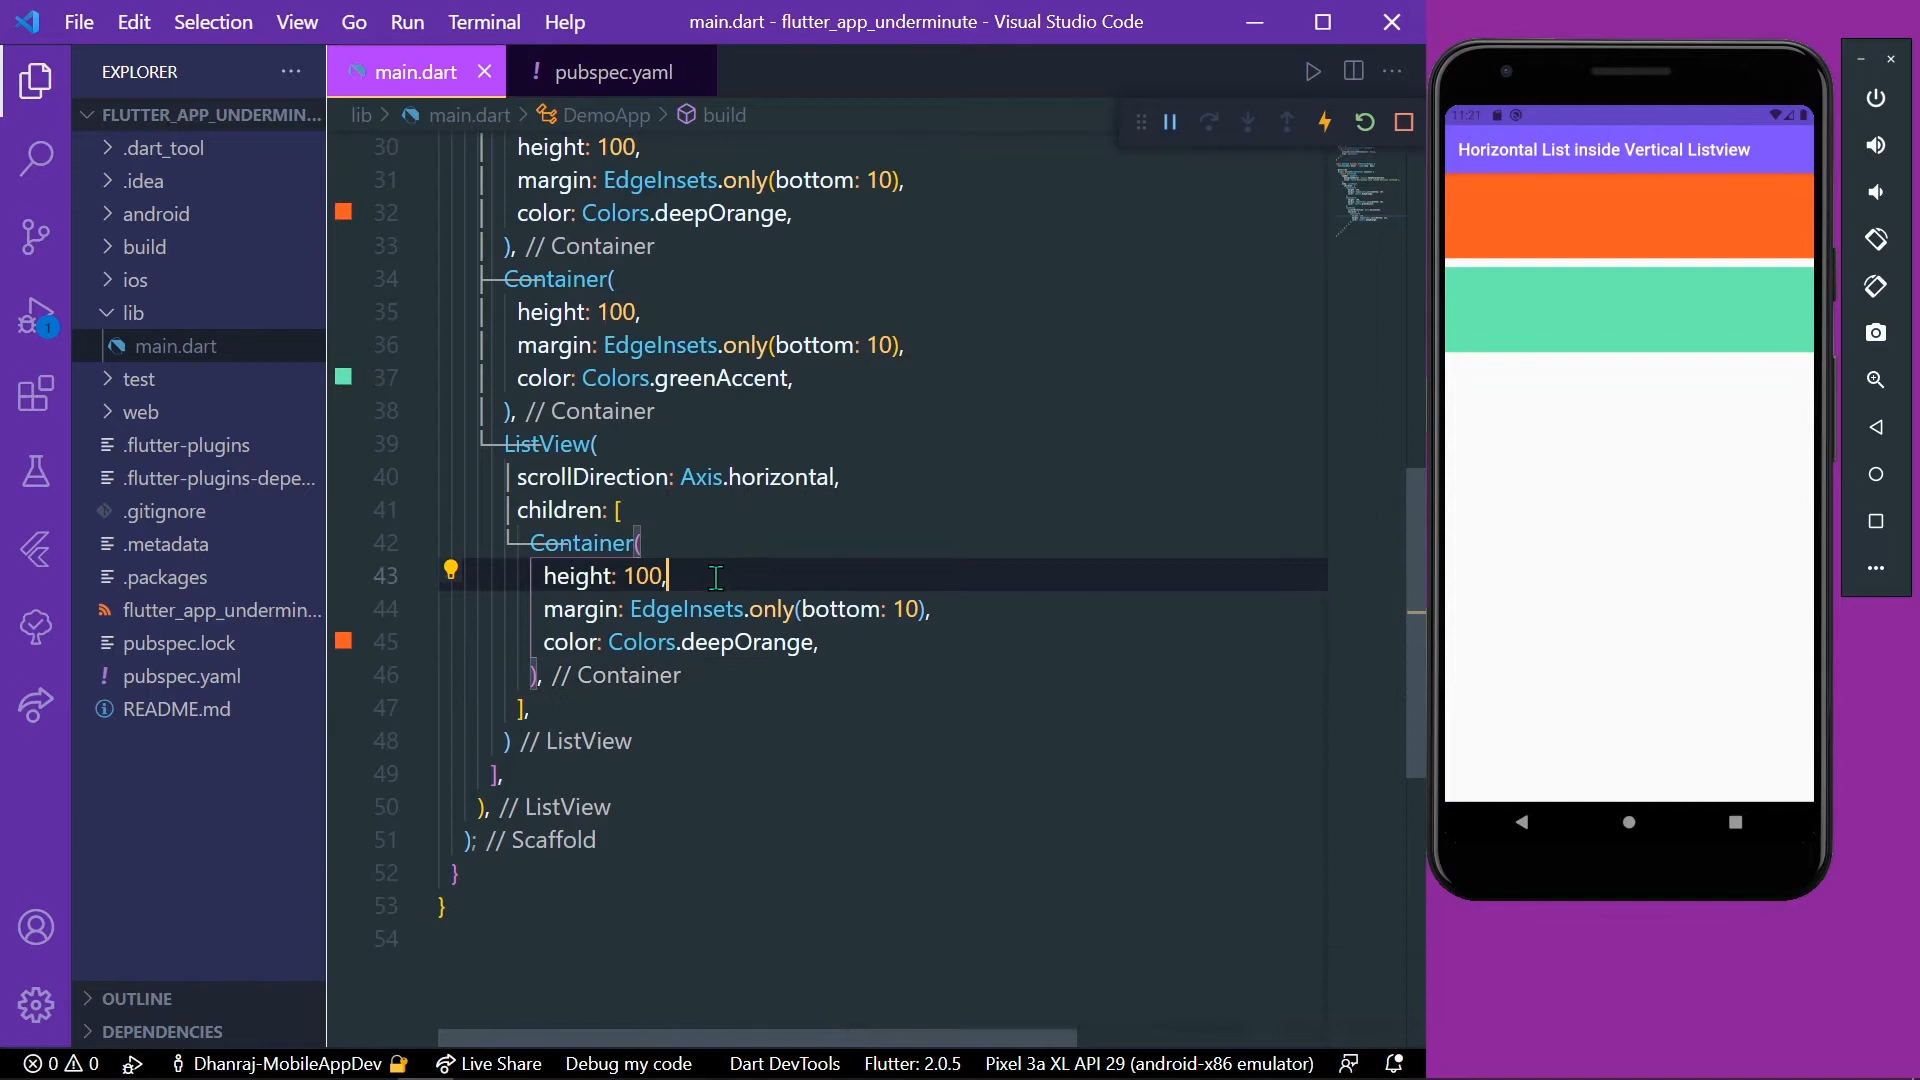 File Edit Selection View Go Run Terminal Help
main.dart - flutter_app_underminute - Visual Studio Code
EXPLORER
FLUTTER_APP_UNDERMIN...
.dart_tool
.idea
android
build
ios
lib
main.dart
test
web
.flutter-plugins
.flutter-plugins-depe...
.gitignore
.metadata
.packages
flutter_app_undermin...
pubspec.lock
! pubspec.yaml
README.md
OUTLINE
DEPENDENCIES
1
main.dart
! pubspec.yaml
lib > main.dart > DemoApp > build
30 height: 100,
31 margin: EdgeInsets.only(bottom: 10),
32 color: Colors.deepOrange,
33 ), // Container
34 Container(
35 height: 100,
36 margin: EdgeInsets.only(bottom: 10),
37 color: Colors.greenAccent,
38 ), // Container
39 ListView(
40 scrollDirection: Axis.horizontal,
41 children: [
42 Container(
43 height: 100,
44 margin: EdgeInsets.only(bottom: 10),
45 color: Colors.deepOrange,
46 ), // Container
47 ],
48 ) // ListView
49 ],
50 ), // ListView
51 ); // Scaffold
52 }
53 }
54
11:21
Horizontal List inside Vertical Listview
0 0 Dhanraj-MobileAppDev Live Share Debug my code Dart DevTools Flutter: 2.0.5 Pixel 3a XL API 29 (android-x86 emulator)